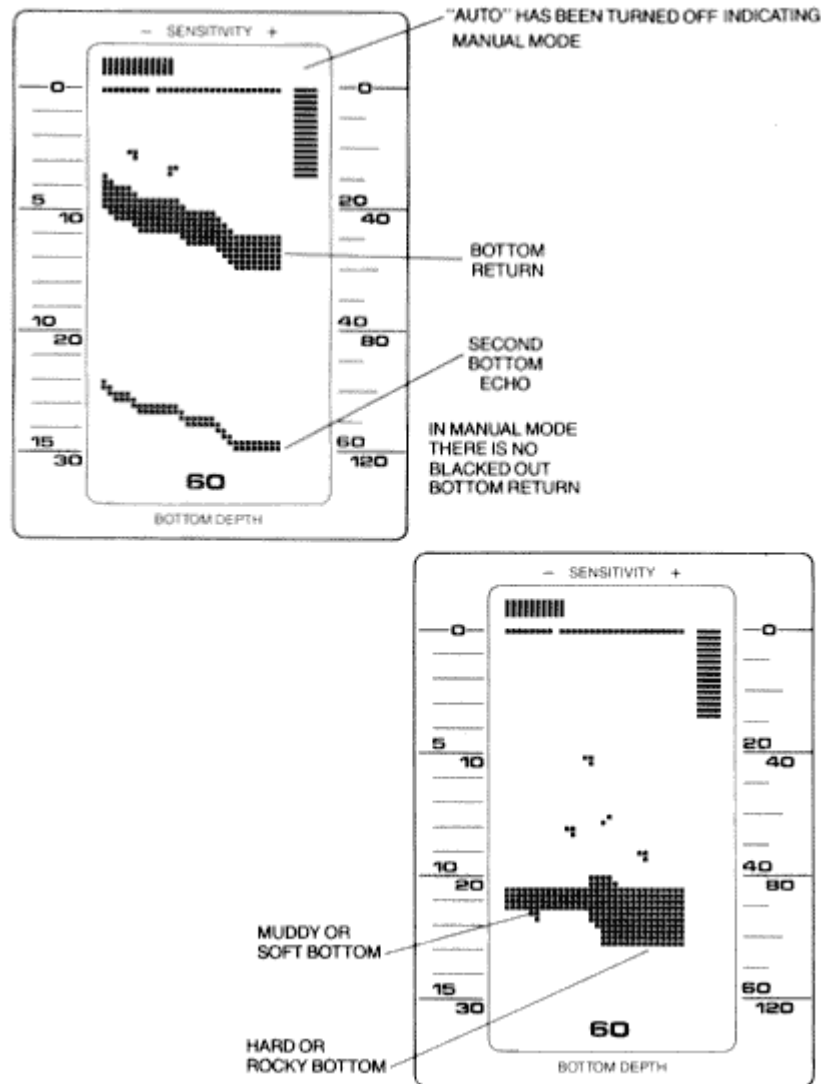 "AUTO" HAS BEEN TURNED OFF INDICATING
MANUAL MODE
− SENSITIVITY +
0
0
5
10
20
40
10
20
40
80
15
30
60
120
60
BOTTOM DEPTH
BOTTOM
RETURN
SECOND
BOTTOM
ECHO
IN MANUAL MODE
THERE IS NO
BLACKED OUT
BOTTOM RETURN
− SENSITIVITY +
0
0
5
10
20
40
10
20
40
80
15
30
60
120
60
BOTTOM DEPTH
MUDDY OR
SOFT BOTTOM
HARD OR
ROCKY BOTTOM